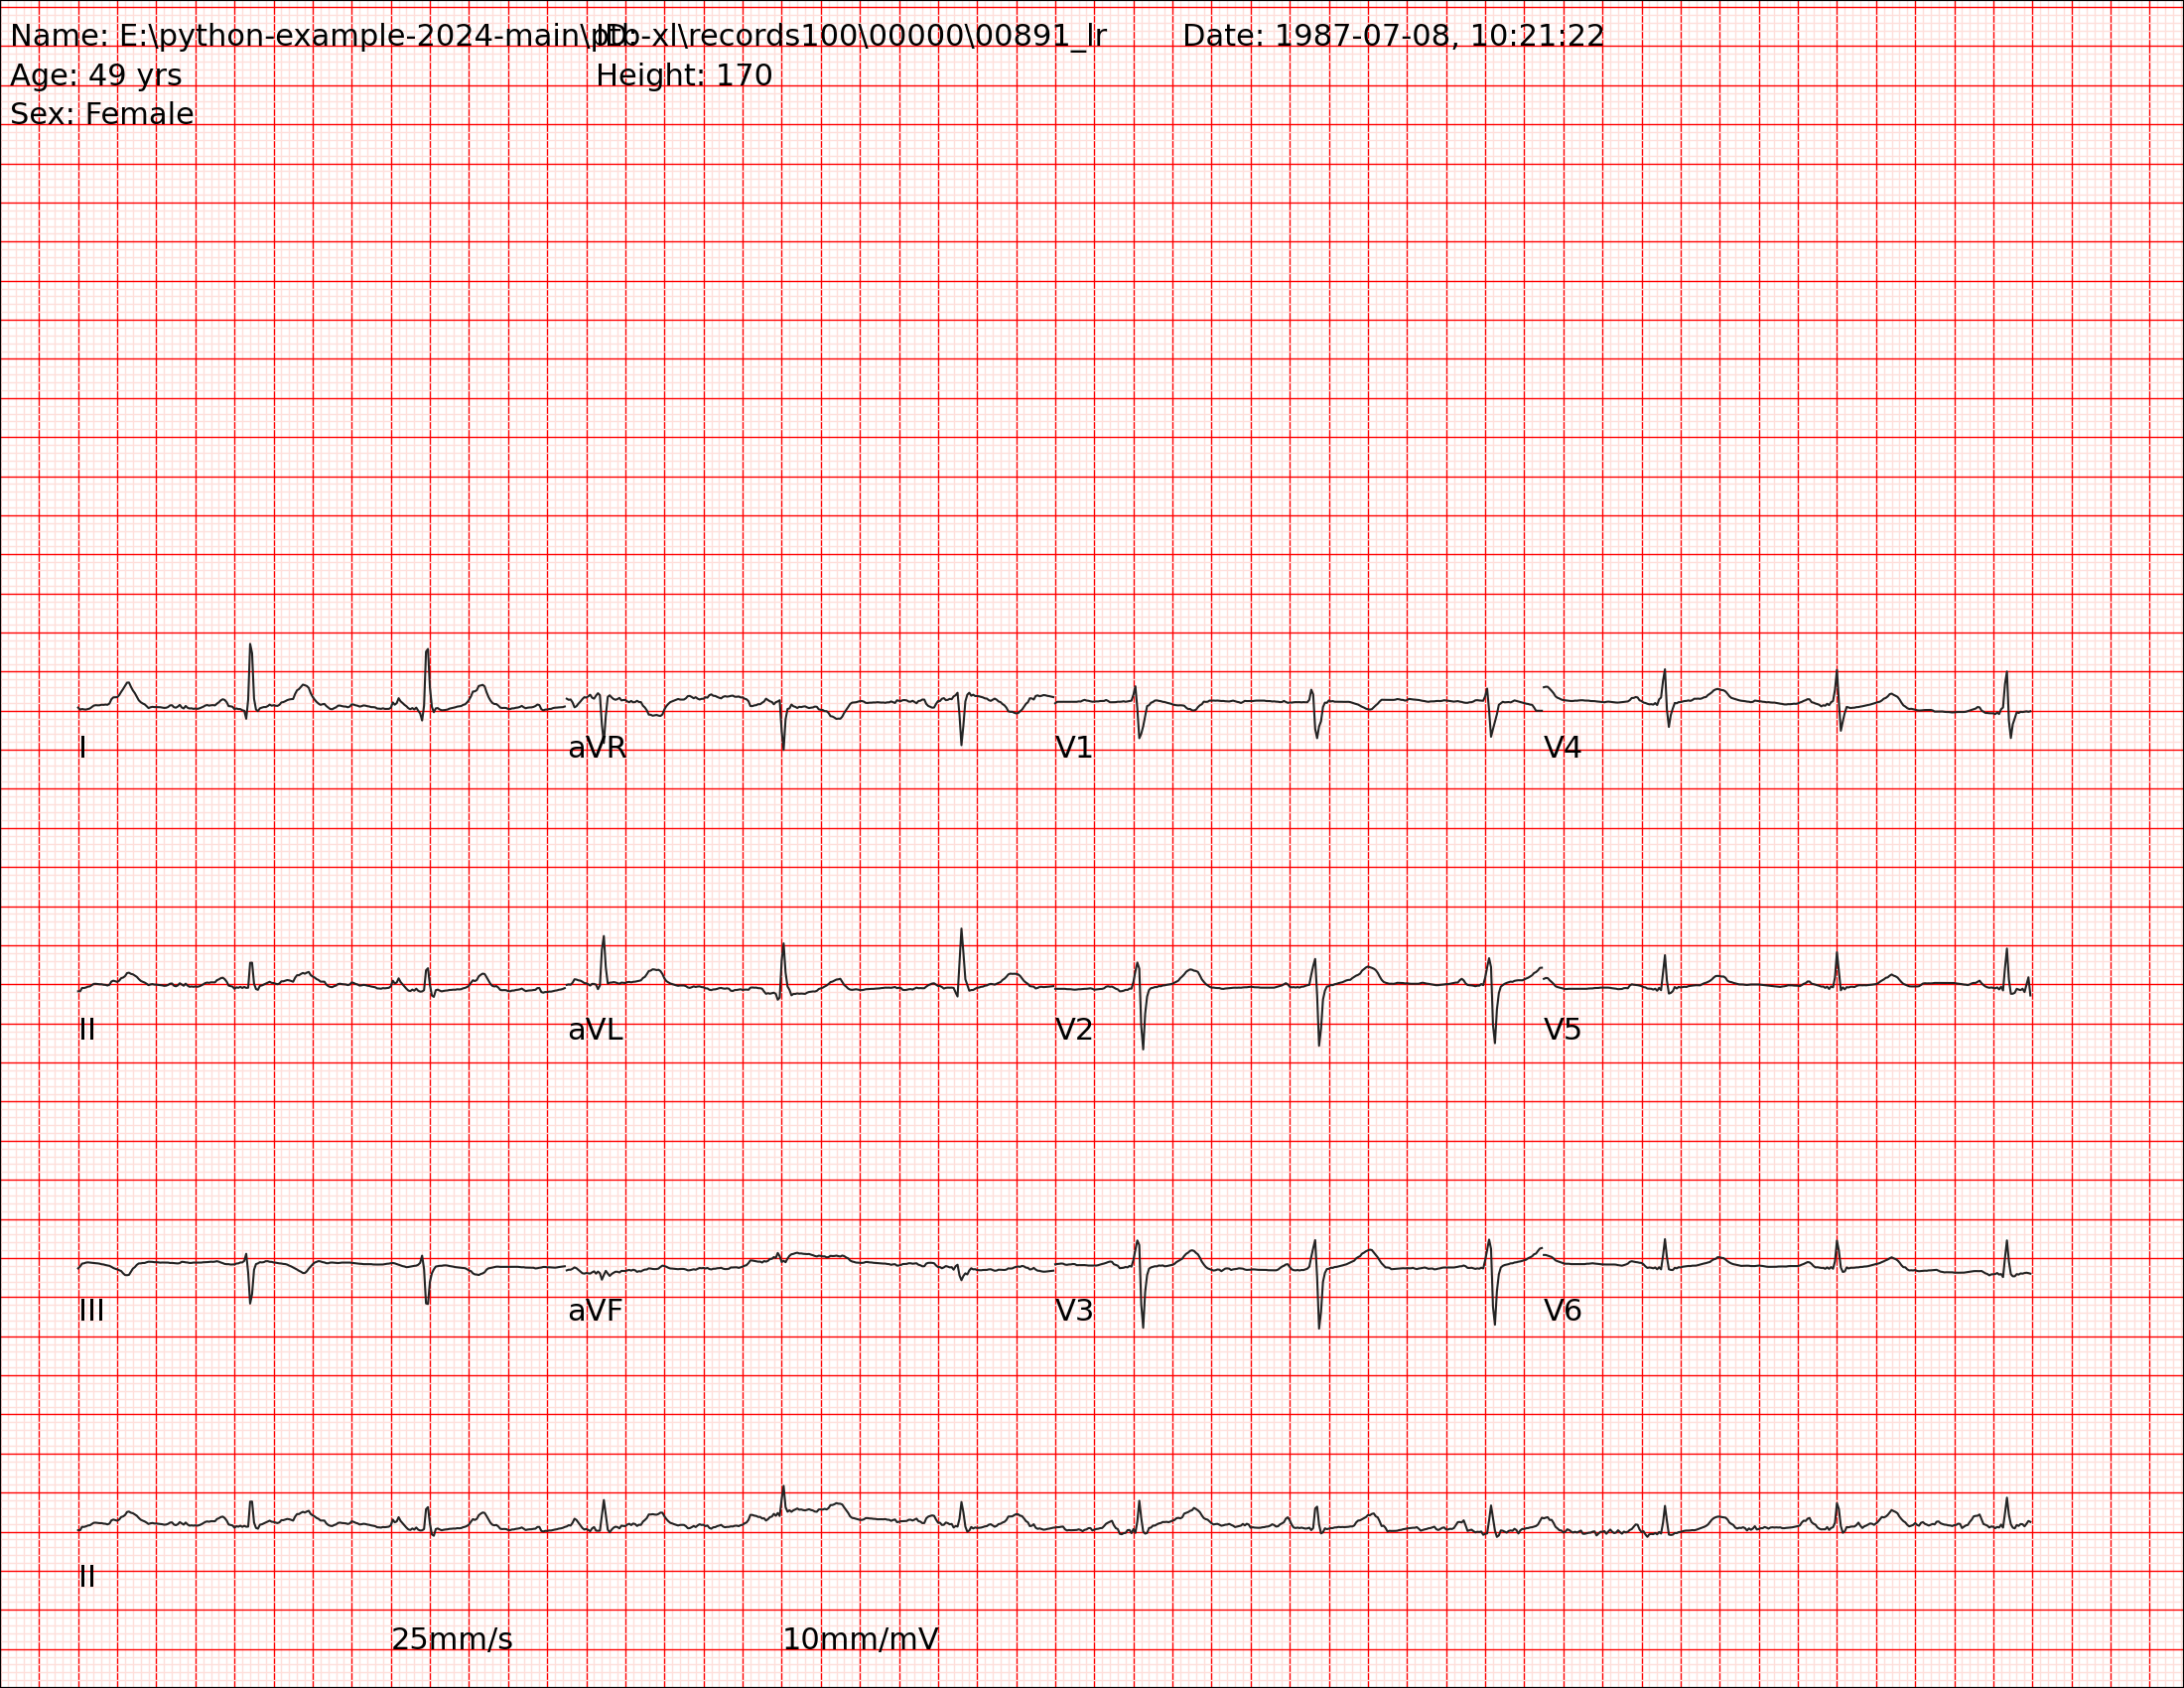 Name: E:\python-example-2024-main\ptb-xl\records100\00000\00891_lr ID: Date: 1987-07-08, 10:21:22
Age: 49 yrs Height: 170
Sex: Female
I aVR V1 V4
II aVL V2 V5
III aVF V3 V6
II
25mm/s 10mm/mV